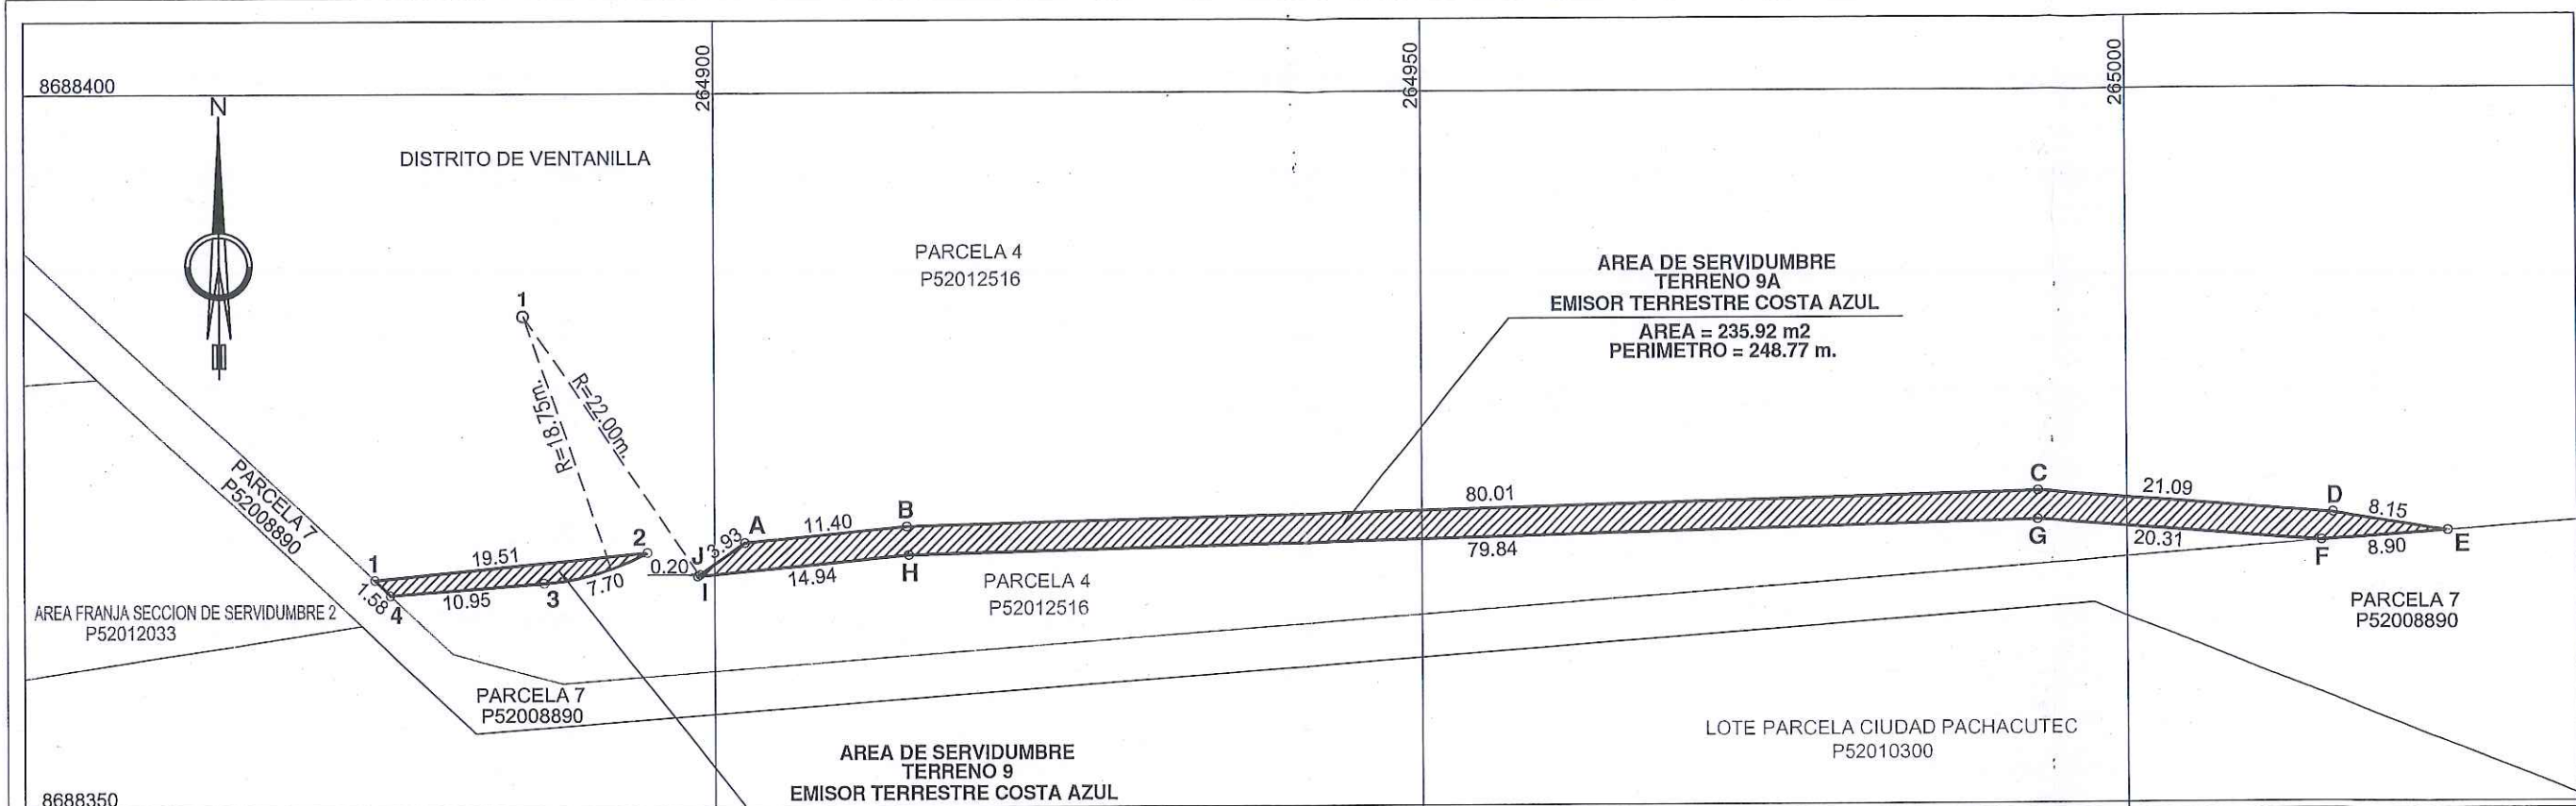 264900
264950
265000
8688400
N
DISTRITO DE VENTANILLA
PARCELA 4
P52012516
AREA DE SERVIDUMBRE
TERRENO 9A
EMISOR TERRESTRE COSTA AZUL
AREA = 235.92 m2
PERIMETRO = 248.77 m.
1
R=22.00m.
R=18.75m.
PARCELA 7
P52008890
C
80.01
21.09
D
8.15
B
11.40
A
3.93
J
2
19.51
1
0.20
I
14.94
H
79.84
G
20.31
F
8.90
E
1.58
4
10.95
3
7.70
PARCELA 4
P52012516
AREA FRANJA SECCION DE SERVIDUMBRE 2
P52012033
PARCELA 7
P52008890
PARCELA 7
P52008890
LOTE PARCELA CIUDAD PACHACUTEC
P52010300
AREA DE SERVIDUMBRE
TERRENO 9
EMISOR TERRESTRE COSTA AZUL
8688350